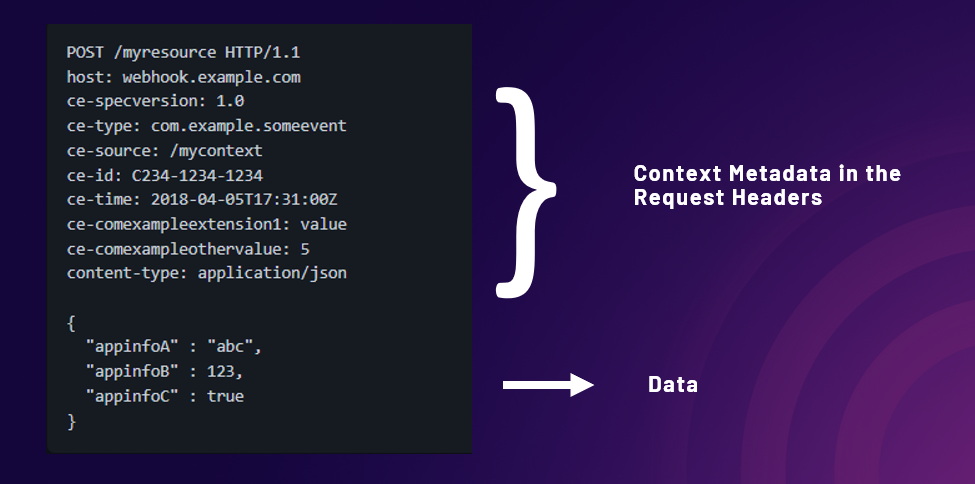 POST /myresource HTTP/1.1
host: webhook.example.com
ce-specversion: 1.0
ce-type: com.example.someevent
ce-source: /mycontext
ce-id: C234-1234-1234
ce-time: 2018-04-05T17:31:00Z
ce-comexampleextension1: value
ce-comexampleothervalue: 5
content-type: application/json
{
  "appinfoA" : "abc",
  "appinfoB" : 123,
  "appinfoC" : true
}
Context Metadata in the
Request Headers
Data